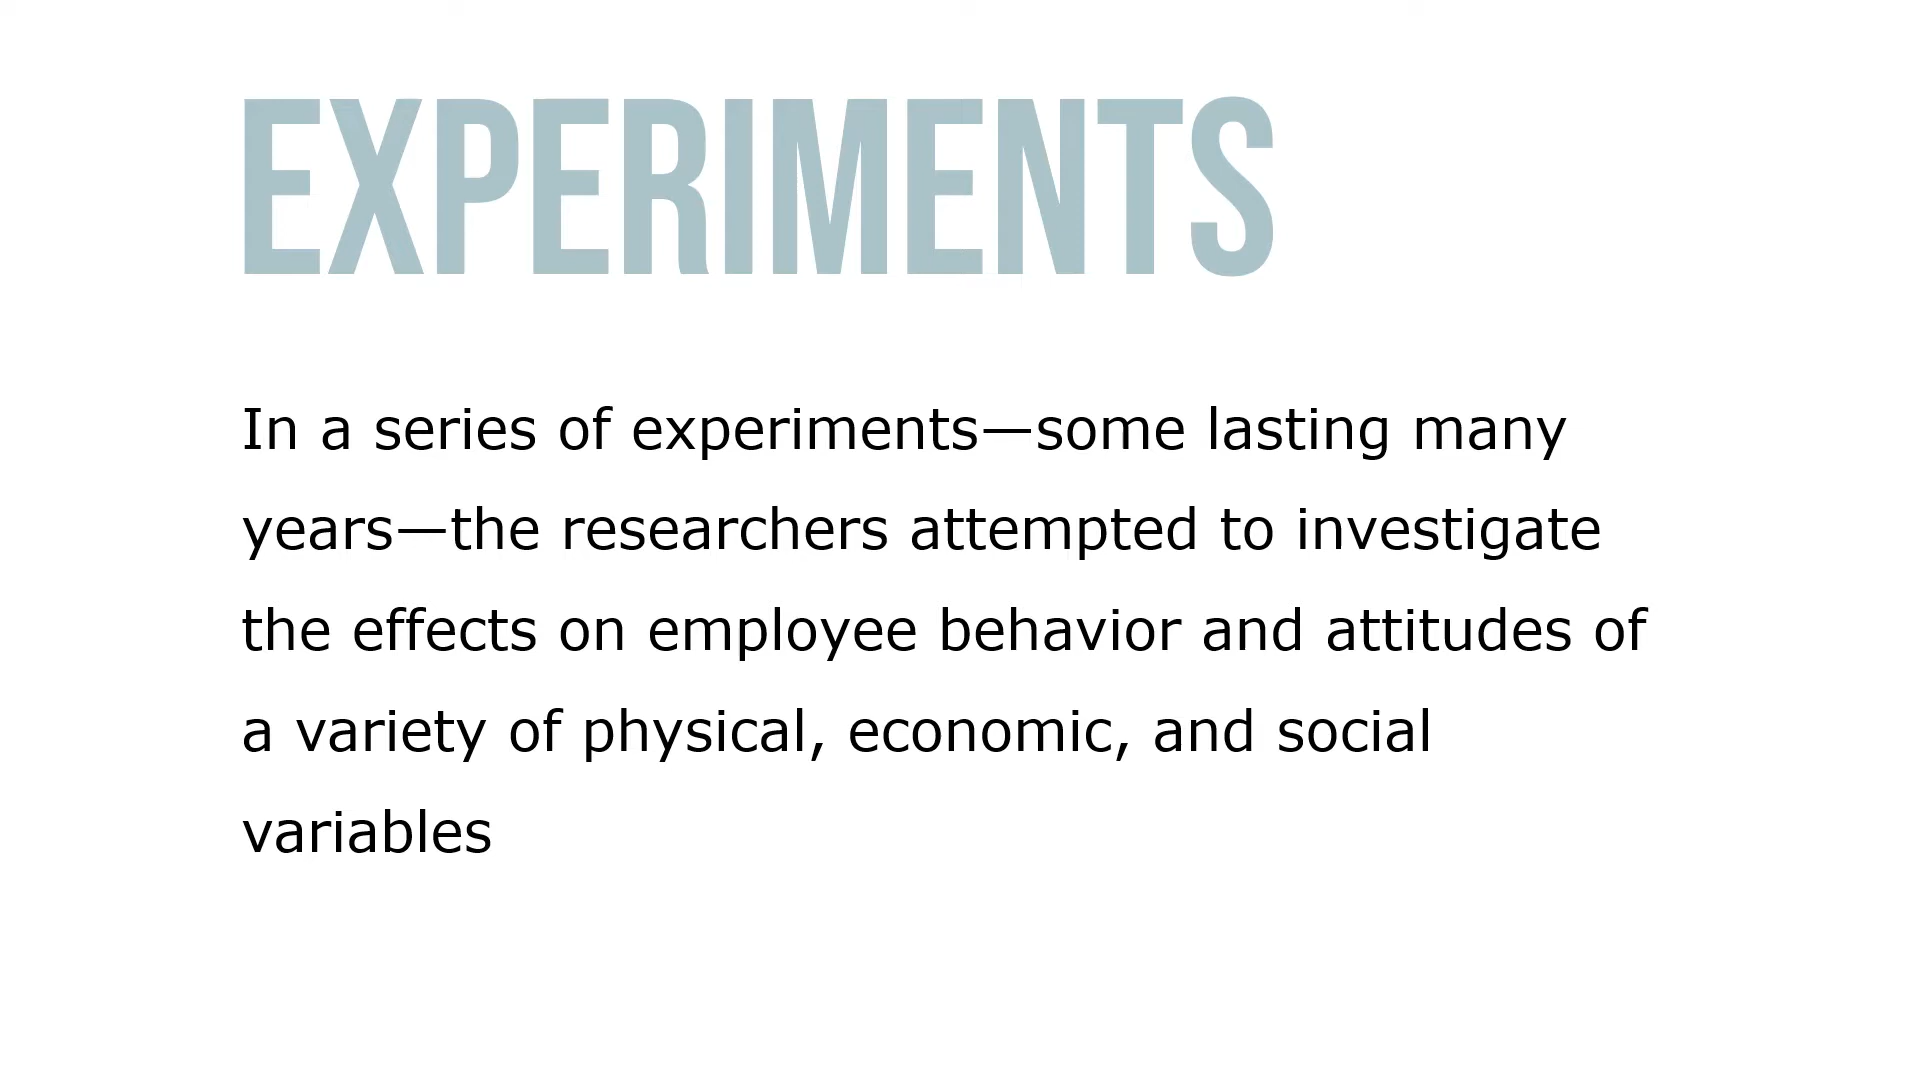 EXPERIMENTS
In a series of experiments—some lasting many
years—the researchers attempted to investigate
the effects on employee behavior and attitudes of
a variety of physical, economic, and social
variables